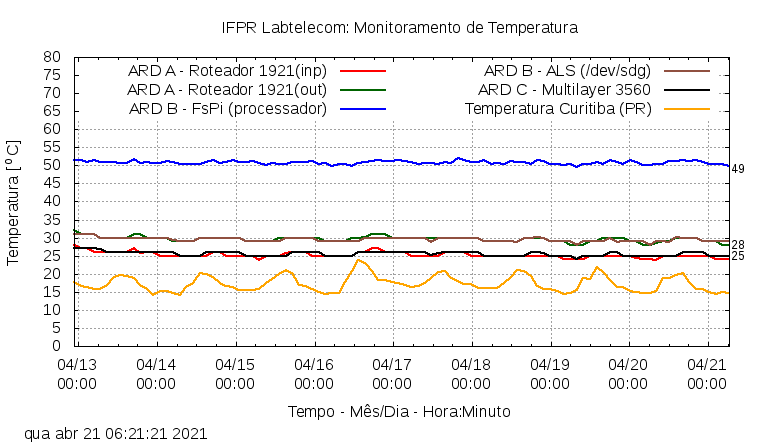 IFPR Labtelecom: Monitoramento de Temperatura
80
75
70
65
60
55
50
45
40
35
30
25
20
15
10
5
0
Temperatura [ºC]
ARD A - Roteador 1921(inp)
ARD A - Roteador 1921(out)
ARD B - FsPi (processador)
ARD B - ALS (/dev/sdg)
ARD C - Multilayer 3560
Temperatura Curitiba (PR)
49
28
25
04/13 04/14 04/15 04/16 04/17 04/18 04/19 04/20 04/21
00:00 00:00 00:00 00:00 00:00 00:00 00:00 00:00 00:00
Tempo - Mês/Dia - Hora:Minuto
qua abr 21 06:21:21 2021